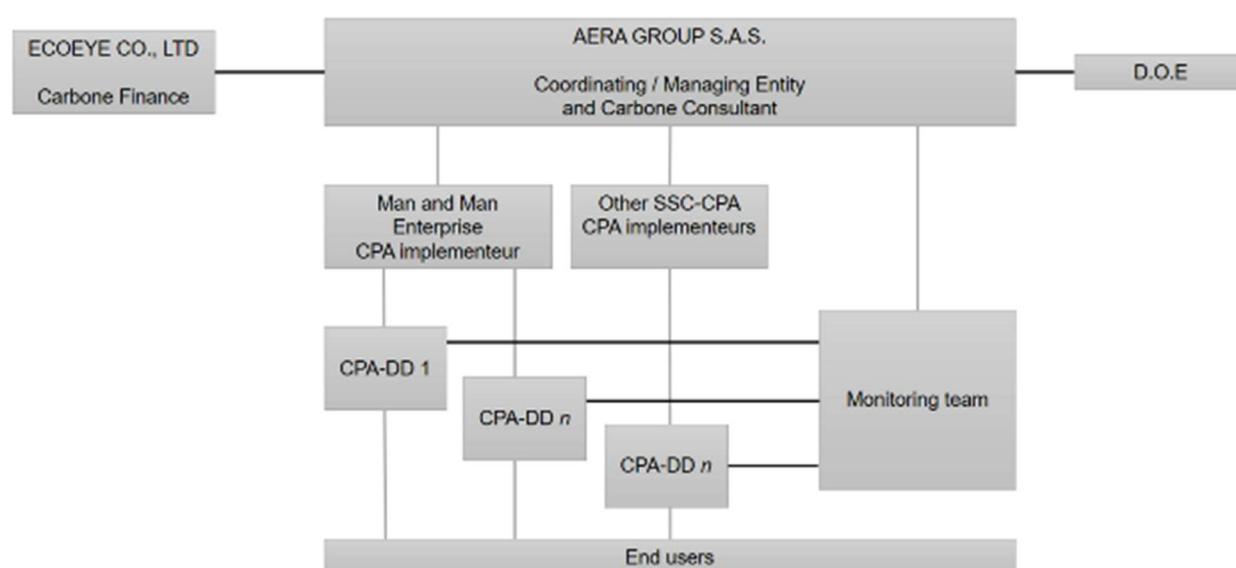 ECOEYE CO., LTD
Carbone Finance
AERA GROUP S.A.S.
Coordinating / Managing Entity
and Carbone Consultant
D.O.E
Man and Man
Enterprise
CPA implementeur
Other SSC-CPA
CPA implementeurs
CPA-DD 1
CPA-DD n
CPA-DD n
Monitoring team
End users